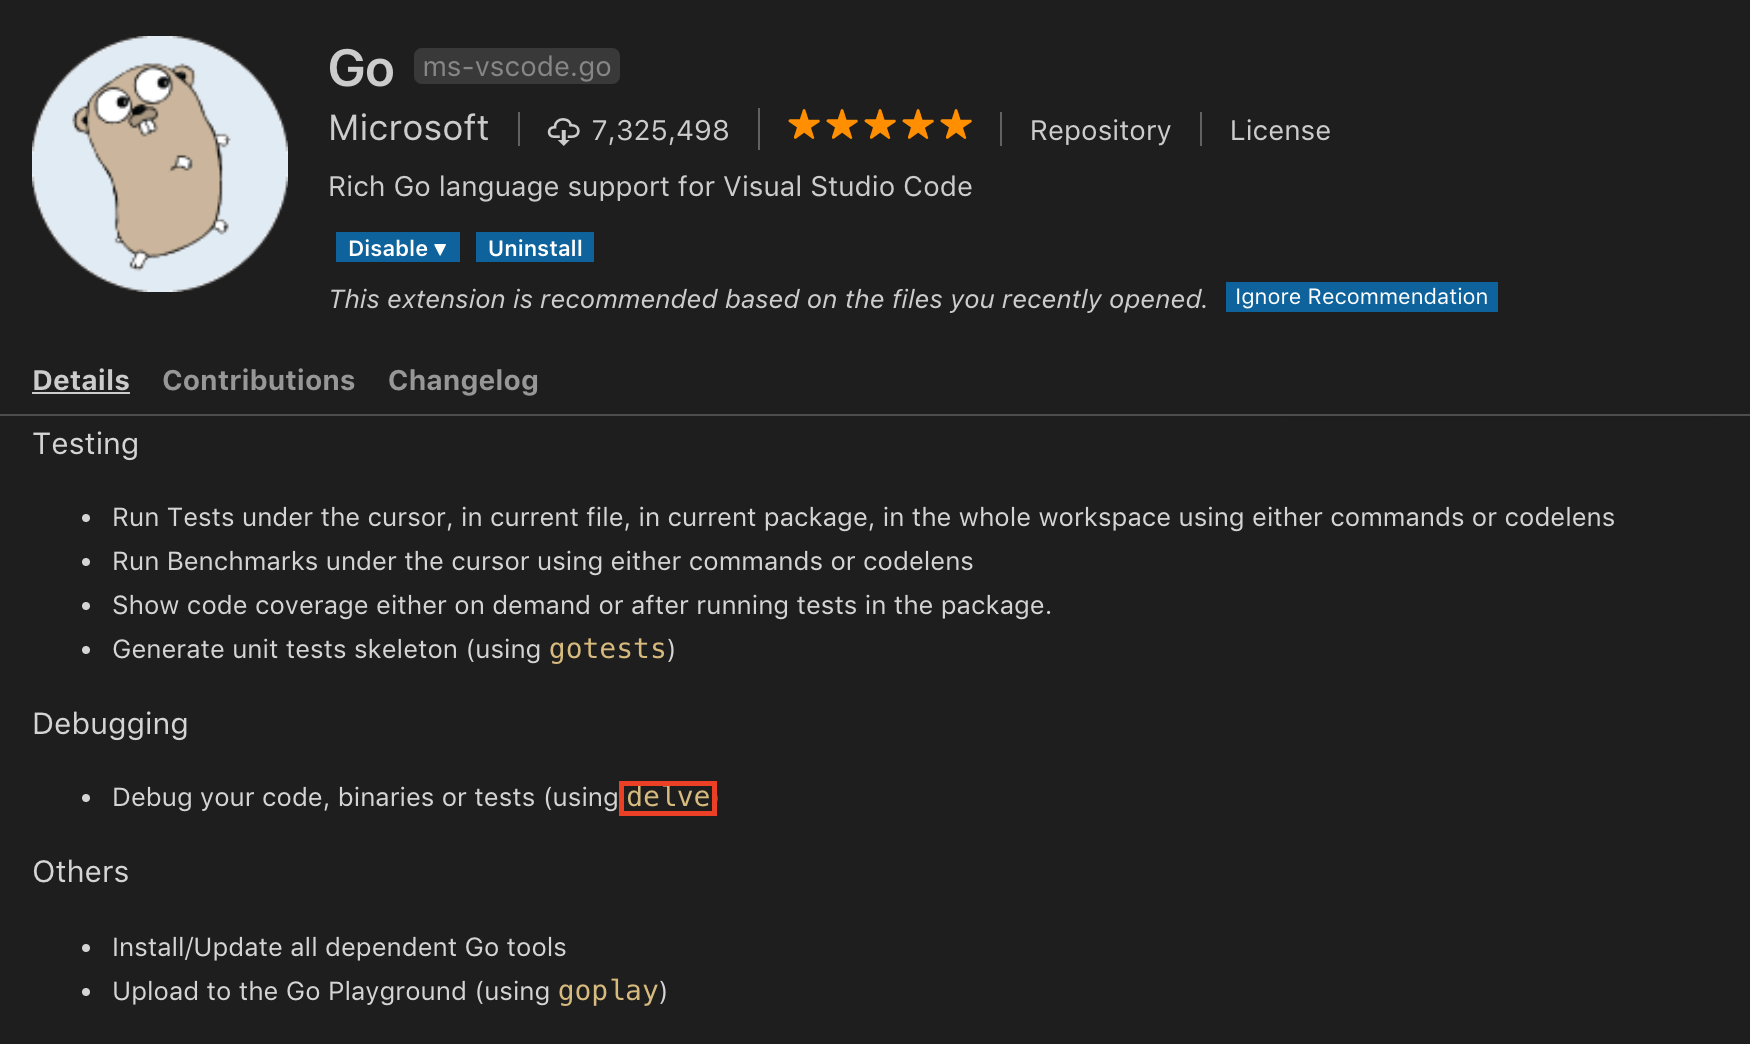 Go ms-vscode.go
Microsoft 7,325,498 Repository License
Rich Go language support for Visual Studio Code
Disable ▾ Uninstall
This extension is recommended based on the files you recently opened. Ignore Recommendation
Details Contributions Changelog
Testing
• Run Tests under the cursor, in current file, in current package, in the whole workspace using either commands or codelens
• Run Benchmarks under the cursor using either commands or codelens
• Show code coverage either on demand or after running tests in the package.
• Generate unit tests skeleton (using gotests)
Debugging
• Debug your code, binaries or tests (using delve
Others
• Install/Update all dependent Go tools
• Upload to the Go Playground (using goplay)